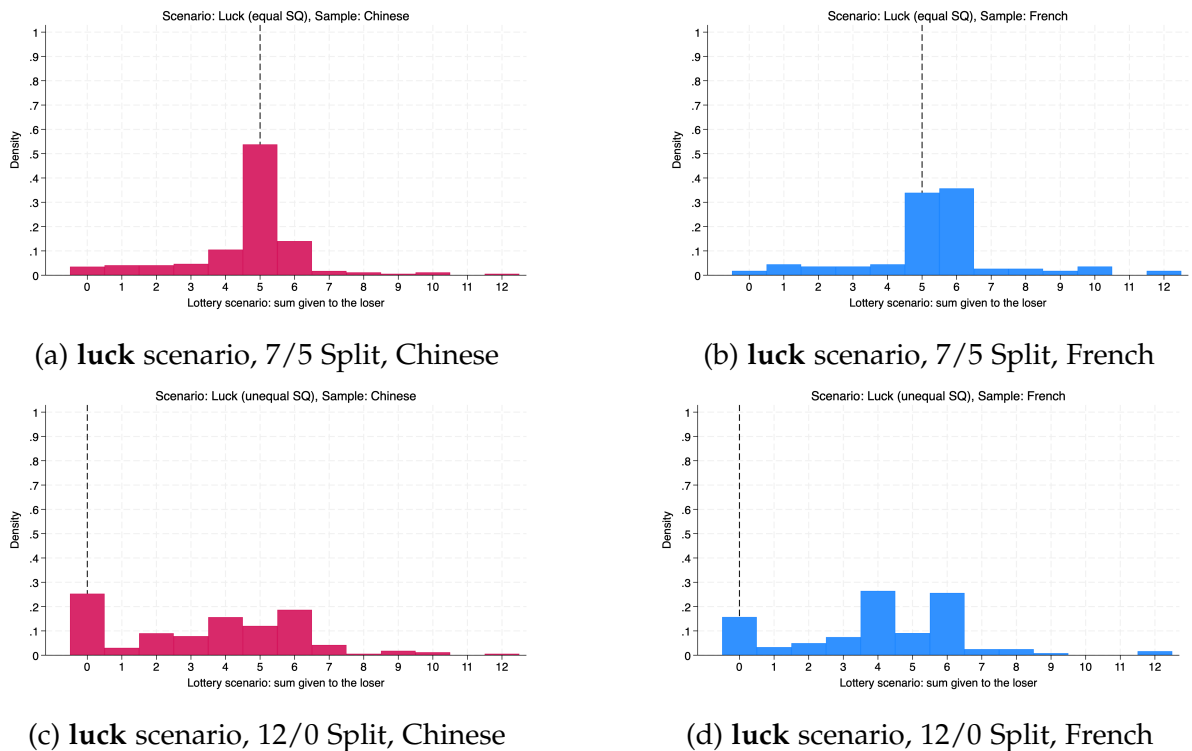 Scenario: Luck (equal SQ), Sample: Chinese
1
.9
.8
.7
.6
.5
.4
.3
.2
.1
0
Density
0 1 2 3 4 5 6 7 8 9 10 11 12
Lottery scenario: sum given to the loser
(a) luck scenario, 7/5 Split, Chinese
Scenario: Luck (equal SQ), Sample: French
1
.9
.8
.7
.6
.5
.4
.3
.2
.1
0
Density
0 1 2 3 4 5 6 7 8 9 10 11 12
Lottery scenario: sum given to the loser
(b) luck scenario, 7/5 Split, French
Scenario: Luck (unequal SQ), Sample: Chinese
1
.9
.8
.7
.6
.5
.4
.3
.2
.1
0
Density
0 1 2 3 4 5 6 7 8 9 10 11 12
Lottery scenario: sum given to the loser
(c) luck scenario, 12/0 Split, Chinese
Scenario: Luck (unequal SQ), Sample: French
1
.9
.8
.7
.6
.5
.4
.3
.2
.1
0
Density
0 1 2 3 4 5 6 7 8 9 10 11 12
Lottery scenario: sum given to the loser
(d) luck scenario, 12/0 Split, French